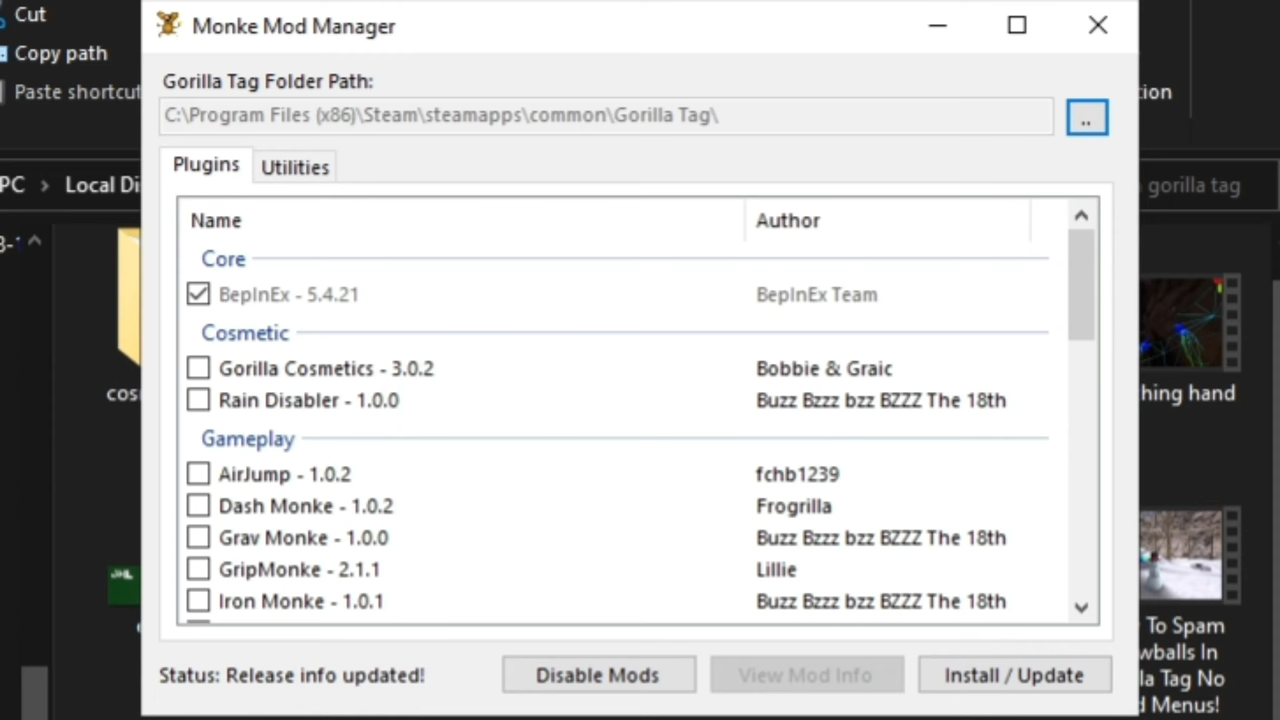 Cut
Monke Mod Manager
Copy path
Gorilla Tag Folder Path:
Paste shortcut
C:\Program Files (x86)\Steam\steamapps\common\Gorilla Tag\
..
Plugins
Utilities
PC > Local Di
gorilla tag
Name Author
Core
BepInEx - 5.4.21 BepInEx Team
Cosmetic
Gorilla Cosmetics - 3.0.2 Bobbie & Graic
Rain Disabler - 1.0.0 Buzz Bzzz bzz BZZZ The 18th
Gameplay
AirJump - 1.0.2 fchb1239
Dash Monke - 1.0.2 Frogrilla
Grav Monke - 1.0.0 Buzz Bzzz bzz BZZZ The 18th
GripMonke - 2.1.1 Lillie
Iron Monke - 1.0.1 Buzz Bzzz bzz BZZZ The 18th
hing hand
To Spam
wballs In
la Tag No
d Menus!
Status: Release info updated!
Disable Mods
View Mod Info
Install / Update